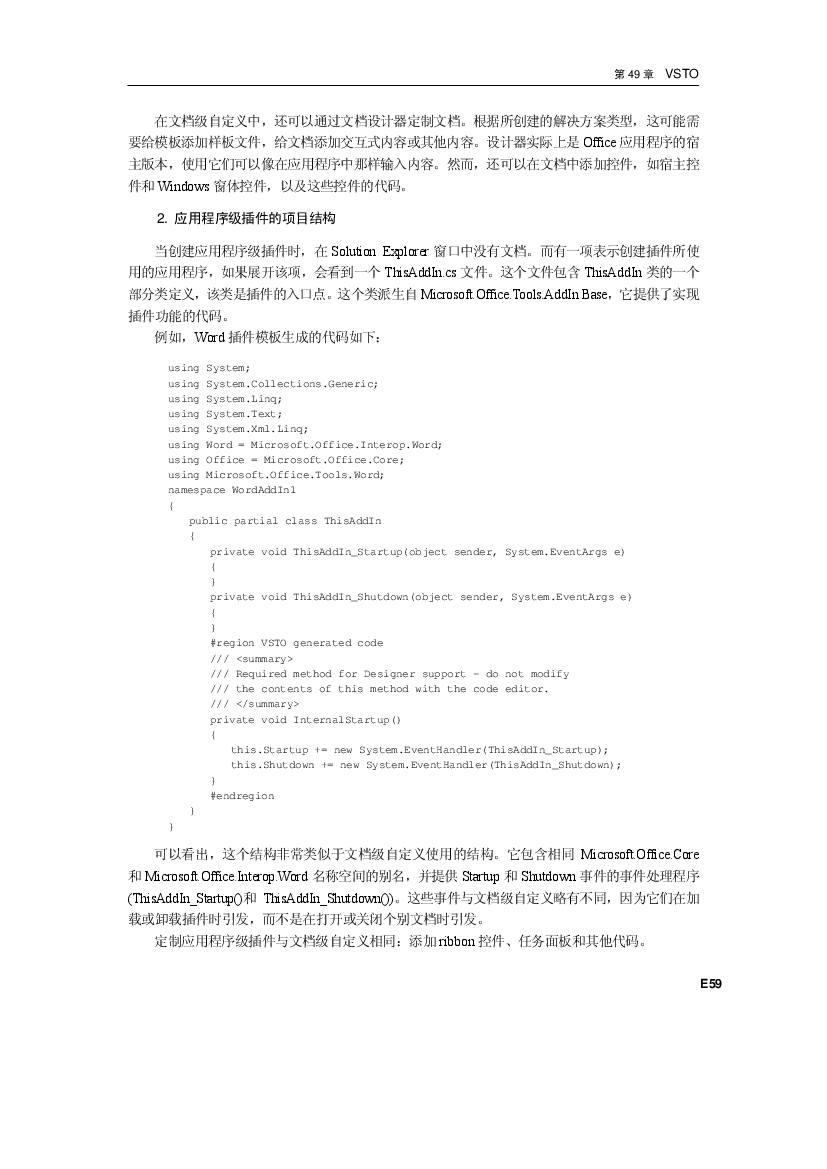 第 49 章 VSTO
在文档级自定义中，还可以通过文档设计器定制文档。根据所创建的解决方案类型，这可能需
要给模板添加样板文件，给文档添加交互式内容或其他内容。设计器实际上是 Office 应用程序的宿
主版本，使用它们可以像在应用程序中那样输入内容。然而，还可以在文档中添加控件，如宿主控
件和 Windows 窗体控件，以及这些控件的代码。
2. 应用程序级插件的项目结构
当创建应用程序级插件时，在 Solution Explorer 窗口中没有文档。而有一项表示创建插件所使
用的应用程序，如果展开该项，会看到一个 ThisAddIn.cs 文件。这个文件包含 ThisAddIn 类的一个
部分类定义，该类是插件的入口点。这个类派生自 Microsoft.Office.Tools.AddIn Base，它提供了实现
插件功能的代码。
例如，Word 插件模板生成的代码如下：
using System;
using System.Collections.Generic;
using System.Linq;
using System.Text;
using System.Xml.Linq;
using Word = Microsoft.Office.Interop.Word;
using Office = Microsoft.Office.Core;
using Microsoft.Office.Tools.Word;
namespace WordAddIn1
{
public partial class ThisAddIn
{
private void ThisAddIn_Startup(object sender, System.EventArgs e)
{
}
private void ThisAddIn_Shutdown(object sender, System.EventArgs e)
{
}
#region VSTO generated code
/// <summary>
/// Required method for Designer support - do not modify
/// the contents of this method with the code editor.
/// </summary>
private void InternalStartup()
{
this.Startup += new System.EventHandler(ThisAddIn_Startup);
this.Shutdown += new System.EventHandler(ThisAddIn_Shutdown);
}
#endregion
}
}
可以看出，这个结构非常类似于文档级自定义使用的结构。它包含相同 Microsoft.Office.Core
和 Microsoft.Office.Interop.Word 名称空间的别名，并提供 Startup 和 Shutdown 事件的事件处理程序
(ThisAddIn_Startup()和 ThisAddIn_Shutdown())。这些事件与文档级自定义略有不同，因为它们在加
载或卸载插件时引发，而不是在打开或关闭个别文档时引发。
定制应用程序级插件与文档级自定义相同：添加 ribbon 控件、任务面板和其他代码。
E59